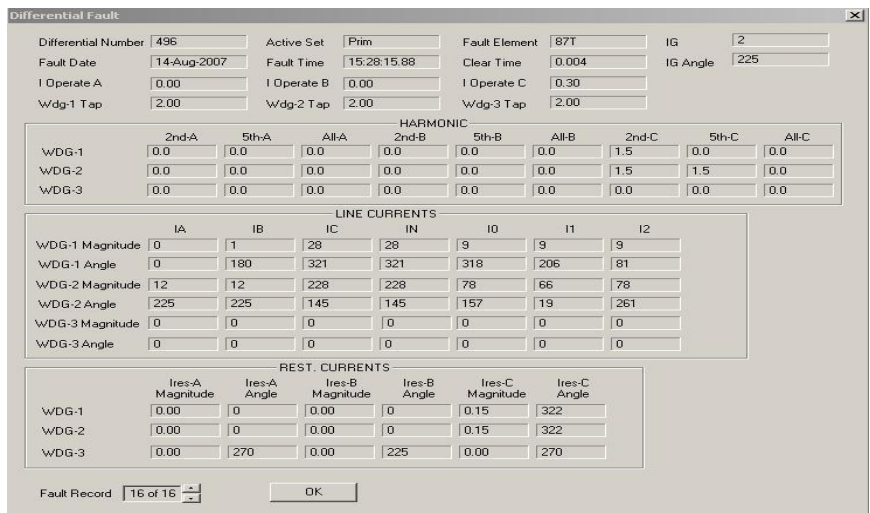 Differential Fault
Differential Number 496 Active Set Prim Fault Element 87T IG 2
Fault Date 14-Aug-2007 Fault Time 15:28:15.88 Clear Time 0.004 IG Angle 225
I Operate A 0.00 I Operate B 0.00 I Operate C 0.30
Wdg-1 Tap 2.00 Wdg-2 Tap 2.00 Wdg-3 Tap 2.00
HARMONIC
2nd-A 5th-A All-A 2nd-B 5th-B All-B 2nd-C 5th-C All-C
WDG-1 0.0 0.0 0.0 0.0 0.0 0.0 1.5 0.0 0.0
WDG-2 0.0 0.0 0.0 0.0 0.0 0.0 1.5 1.5 0.0
WDG-3 0.0 0.0 0.0 0.0 0.0 0.0 0.0 0.0 0.0
LINE CURRENTS
IA IB IC IN I0 I1 I2
WDG-1 Magnitude 0 1 28 28 9 9 9
WDG-1 Angle 0 180 321 321 318 206 81
WDG-2 Magnitude 12 12 228 228 78 66 78
WDG-2 Angle 225 225 145 145 157 19 261
WDG-3 Magnitude 0 0 0 0 0 0 0
WDG-3 Angle 0 0 0 0 0 0 0
REST. CURRENTS
Ires-A Ires-A Ires-B Ires-B Ires-C Ires-C
Magnitude Angle Magnitude Angle Magnitude Angle
WDG-1 0.00 0 0.00 0 0.15 322
WDG-2 0.00 0 0.00 0 0.15 322
WDG-3 0.00 270 0.00 225 0.00 270
Fault Record 16 of 16 OK